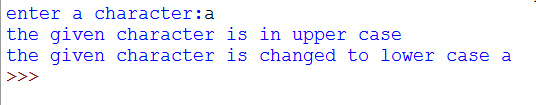 enter a character:a
the given character is in upper case
the given character is changed to lower case a
>>>